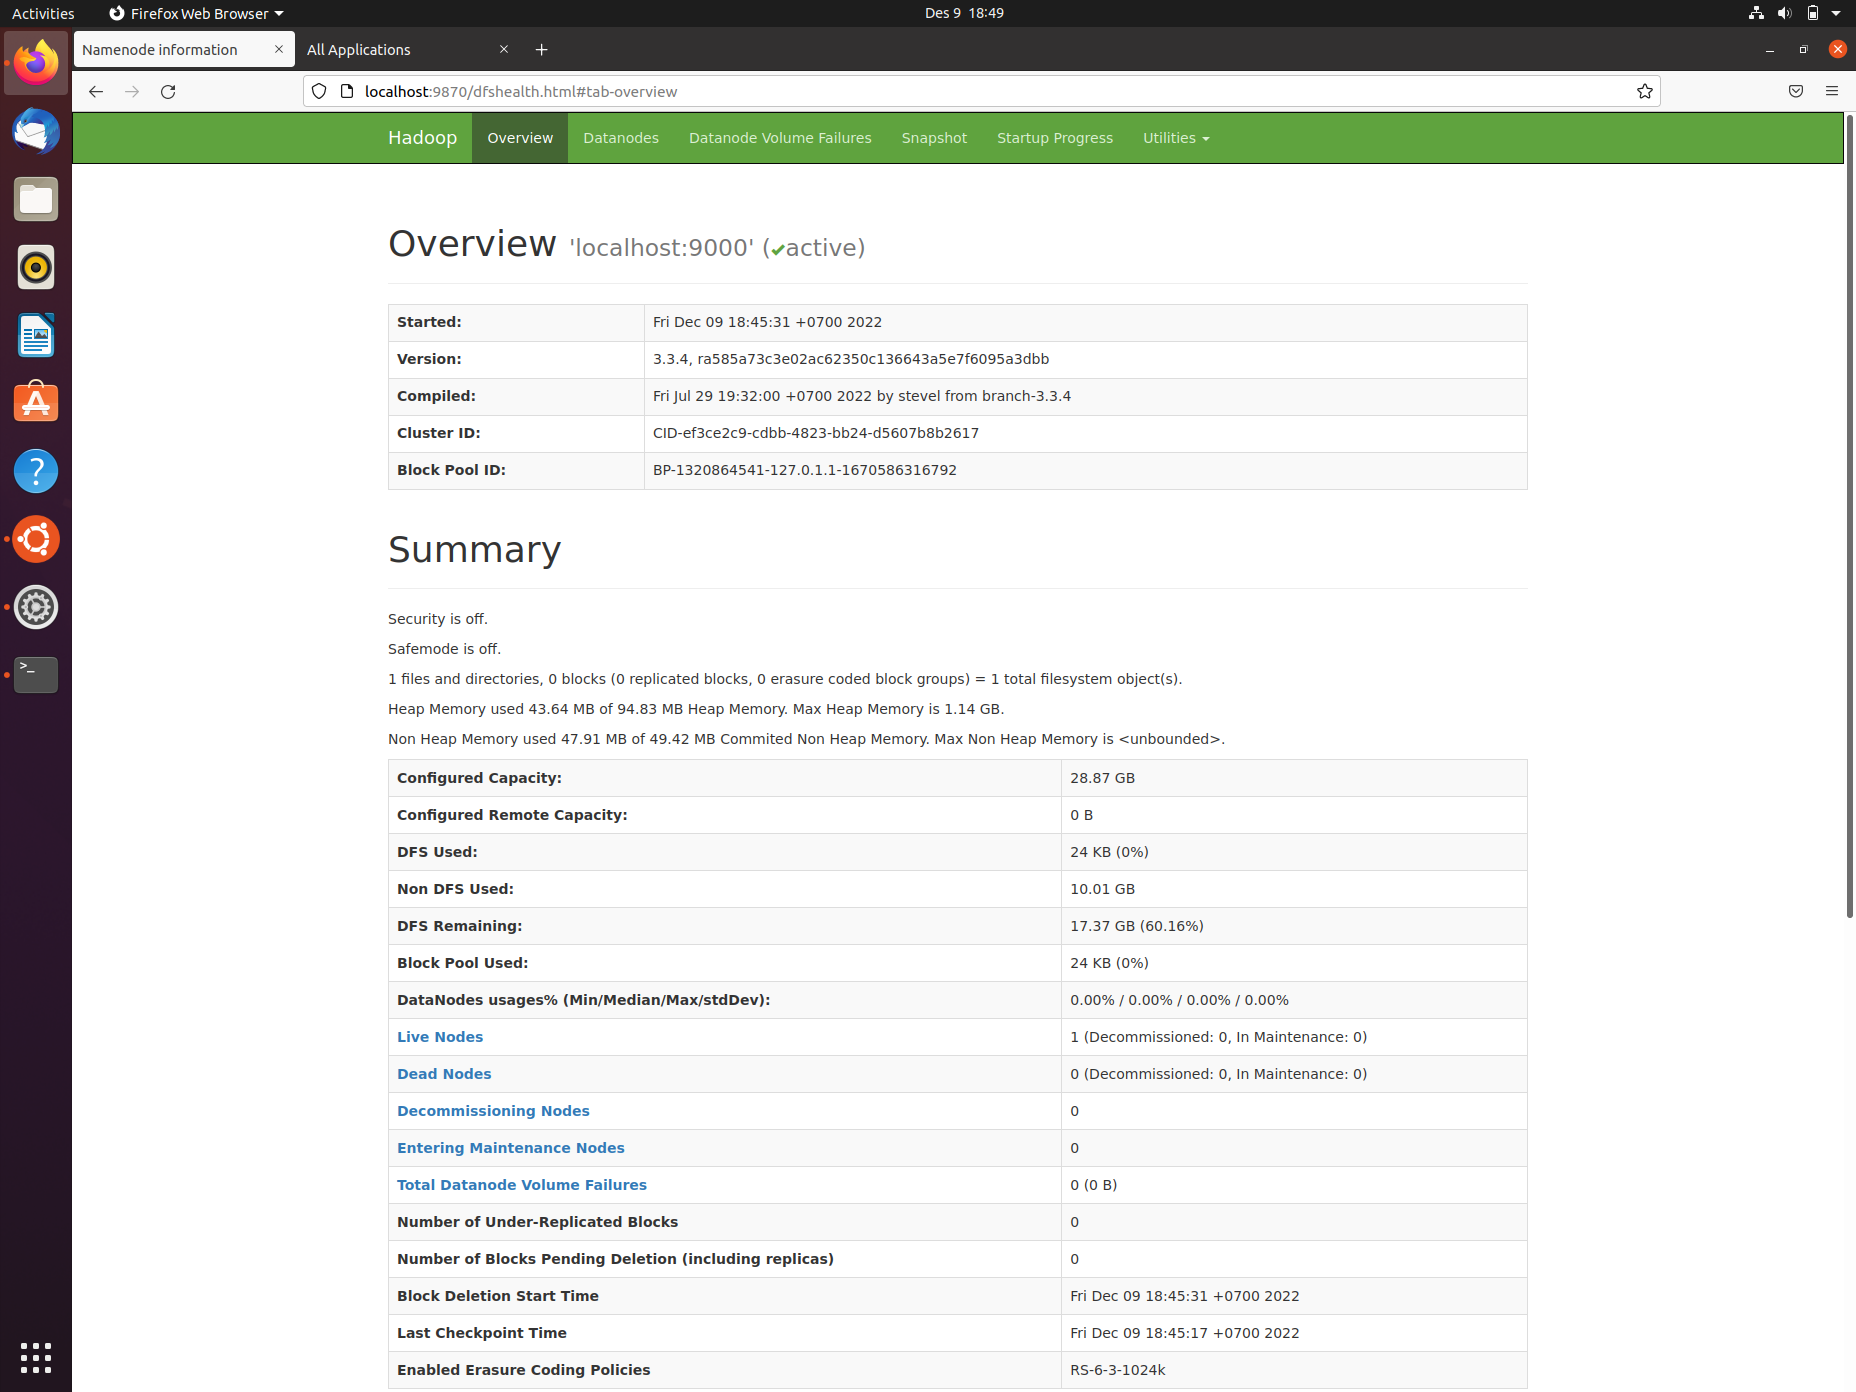 Activities Firefox Web Browser Des 9 18:49
Namenode information All Applications
localhost:9870/dfshealth.html#tab-overview
Hadoop Overview Datanodes Datanode Volume Failures Snapshot Startup Progress Utilities
Overview 'localhost:9000' (✔active)
Started: Fri Dec 09 18:45:31 +0700 2022
Version: 3.3.4, ra585a73c3e02ac62350c136643a5e7f6095a3dbb
Compiled: Fri Jul 29 19:32:00 +0700 2022 by stevel from branch-3.3.4
Cluster ID: CID-ef3ce2c9-cdbb-4823-bb24-d5607b8b2617
Block Pool ID: BP-1320864541-127.0.1.1-1670586316792
Summary
Security is off.
Safemode is off.
1 files and directories, 0 blocks (0 replicated blocks, 0 erasure coded block groups) = 1 total filesystem object(s).
Heap Memory used 43.64 MB of 94.83 MB Heap Memory. Max Heap Memory is 1.14 GB.
Non Heap Memory used 47.91 MB of 49.42 MB Commited Non Heap Memory. Max Non Heap Memory is <unbounded>.
Configured Capacity: 28.87 GB
Configured Remote Capacity: 0 B
DFS Used: 24 KB (0%)
Non DFS Used: 10.01 GB
DFS Remaining: 17.37 GB (60.16%)
Block Pool Used: 24 KB (0%)
DataNodes usages% (Min/Median/Max/stdDev): 0.00% / 0.00% / 0.00% / 0.00%
Live Nodes 1 (Decommissioned: 0, In Maintenance: 0)
Dead Nodes 0 (Decommissioned: 0, In Maintenance: 0)
Decommissioning Nodes 0
Entering Maintenance Nodes 0
Total Datanode Volume Failures 0 (0 B)
Number of Under-Replicated Blocks 0
Number of Blocks Pending Deletion (including replicas) 0
Block Deletion Start Time Fri Dec 09 18:45:31 +0700 2022
Last Checkpoint Time Fri Dec 09 18:45:17 +0700 2022
Enabled Erasure Coding Policies RS-6-3-1024k